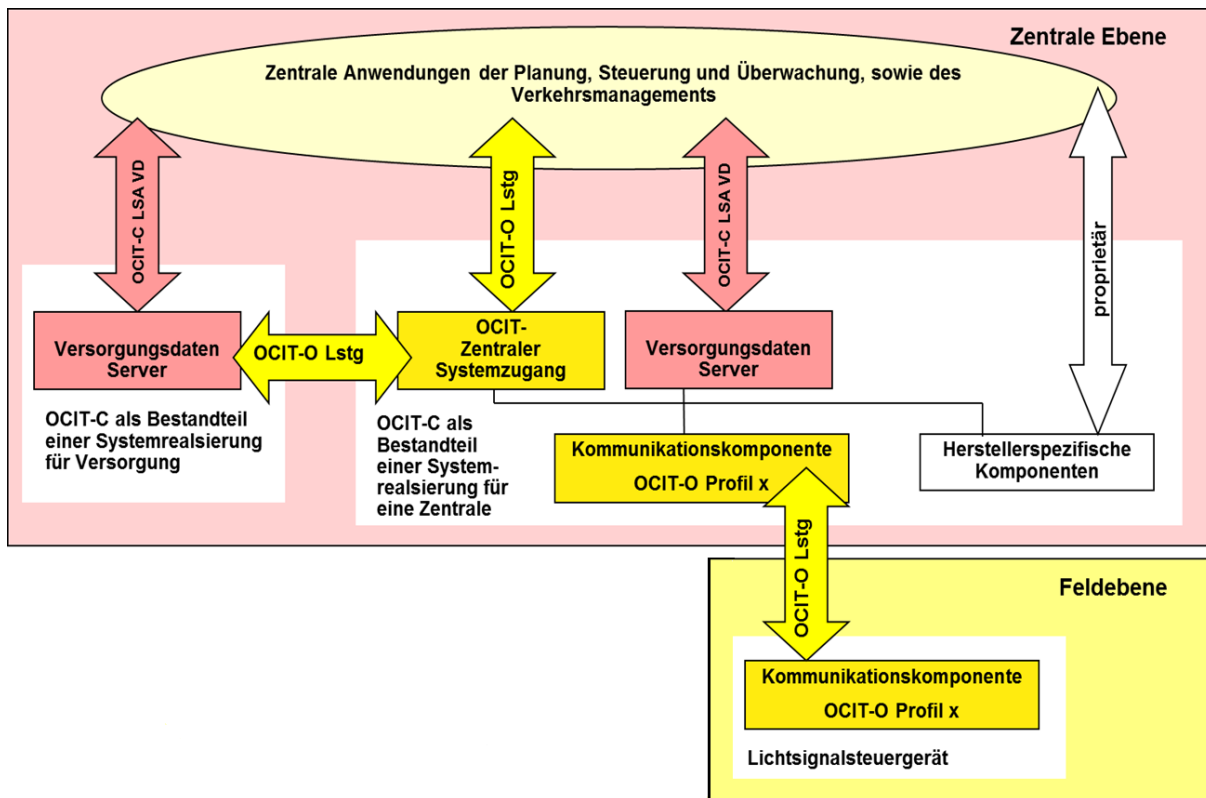 Zentrale Ebene
Zentrale Anwendungen der Planung, Steuerung und Überwachung, sowie des
Verkehrsmanagements
OCIT-C LSA VD
OCIT-O Lstg
OCIT-C LSA VD
proprietär
Versorgungsdaten
Server
OCIT-O Lstg
OCIT-
Zentraler
Systemzugang
Versorgungsdaten
Server
OCIT-C als Bestandteil
einer Systemrealsierung
für Versorgung
OCIT-C als
Bestandteil
einer System-
realsierung für
eine Zentrale
Kommunikationskomponente
OCIT-O Profil x
Herstellerspezifische
Komponenten
OCIT-O Lstg
Feldebene
Kommunikationskomponente
OCIT-O Profil x
Lichtsignalsteuergerät